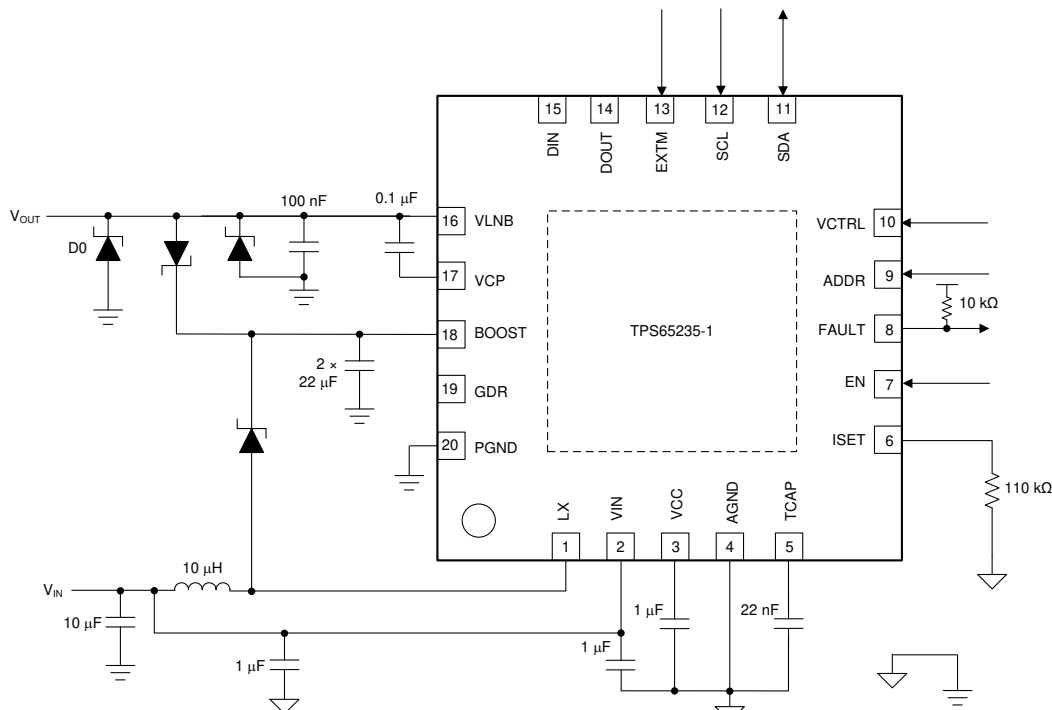 15
14
13
12
11
DIN
DOUT
EXTM
SCL
SDA
VOUT
D0
100 nF
0.1 μF
16
VLNB
17
VCP
18
BOOST
2 ×
22 μF
19
GDR
20
PGND
TPS65235-1
VCTRL
10
ADDR
9
10 kΩ
FAULT
8
EN
7
ISET
6
110 kΩ
LX
VIN
VCC
AGND
TCAP
1
2
3
4
5
VIN
10 μH
10 μF
1 μF
1 μF
1 μF
22 nF